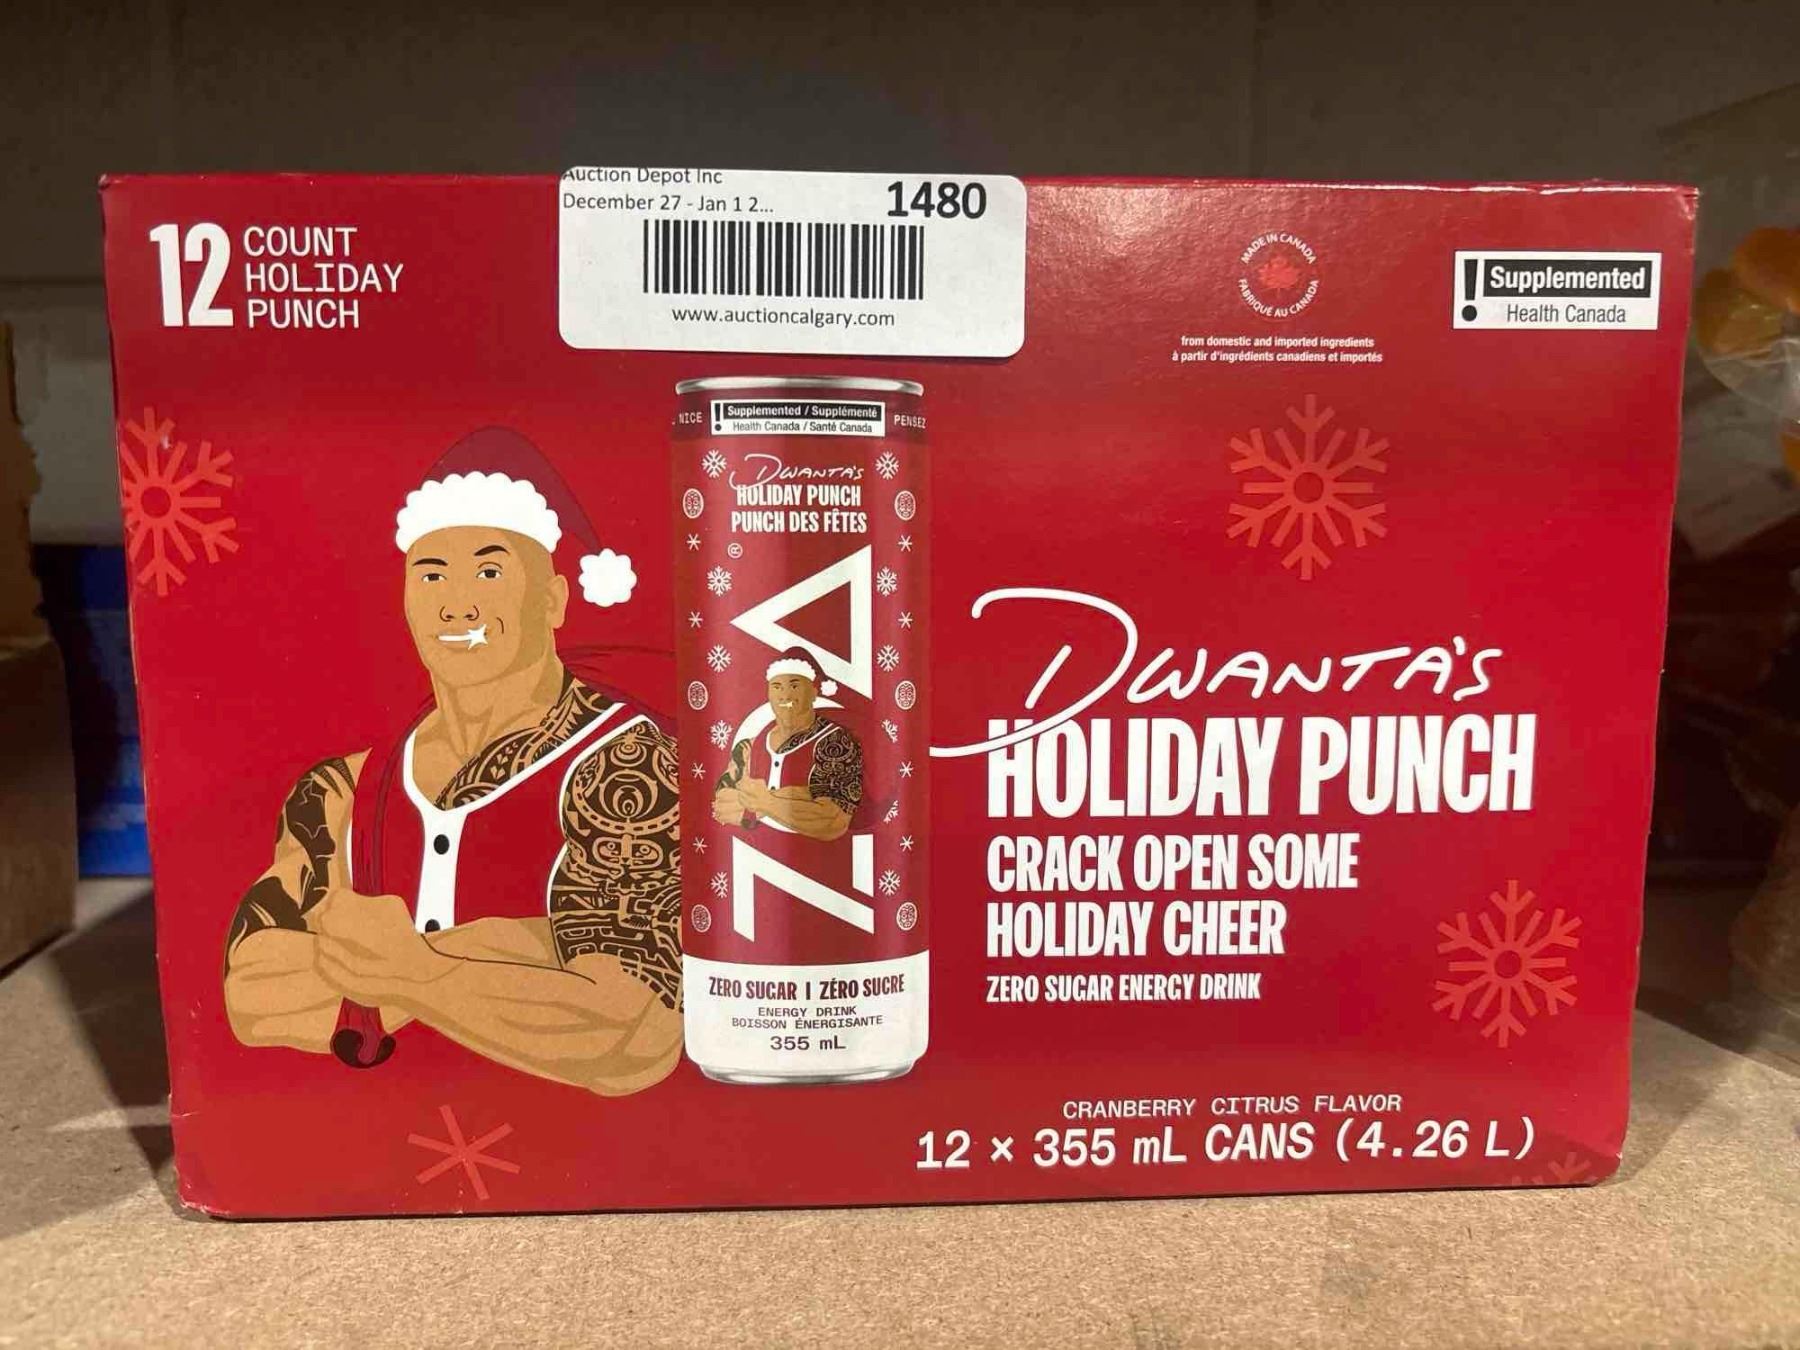 Auction Depot Inc
December 27 - Jan 1 2...
1480
www.auctioncalgary.com
12 COUNT
HOLIDAY
PUNCH
MADE IN CANADA
FABRIQUÉ AU CANADA
from domestic and imported ingredients
à partir d'ingrédients canadiens et importés
! Supplemented
Health Canada
NICE
! Supplemented / Supplémenté
Health Canada / Santé Canada
PENSEZ
DWANTA'S
HOLIDAY PUNCH
PUNCH DES FÊTES
ZOA®
ZERO SUGAR | ZÉRO SUCRE
ENERGY DRINK
BOISSON ÉNERGISANTE
355 mL
DWANTA'S
HOLIDAY PUNCH
CRACK OPEN SOME
HOLIDAY CHEER
ZERO SUGAR ENERGY DRINK
CRANBERRY CITRUS FLAVOR
12 × 355 mL CANS (4.26 L)